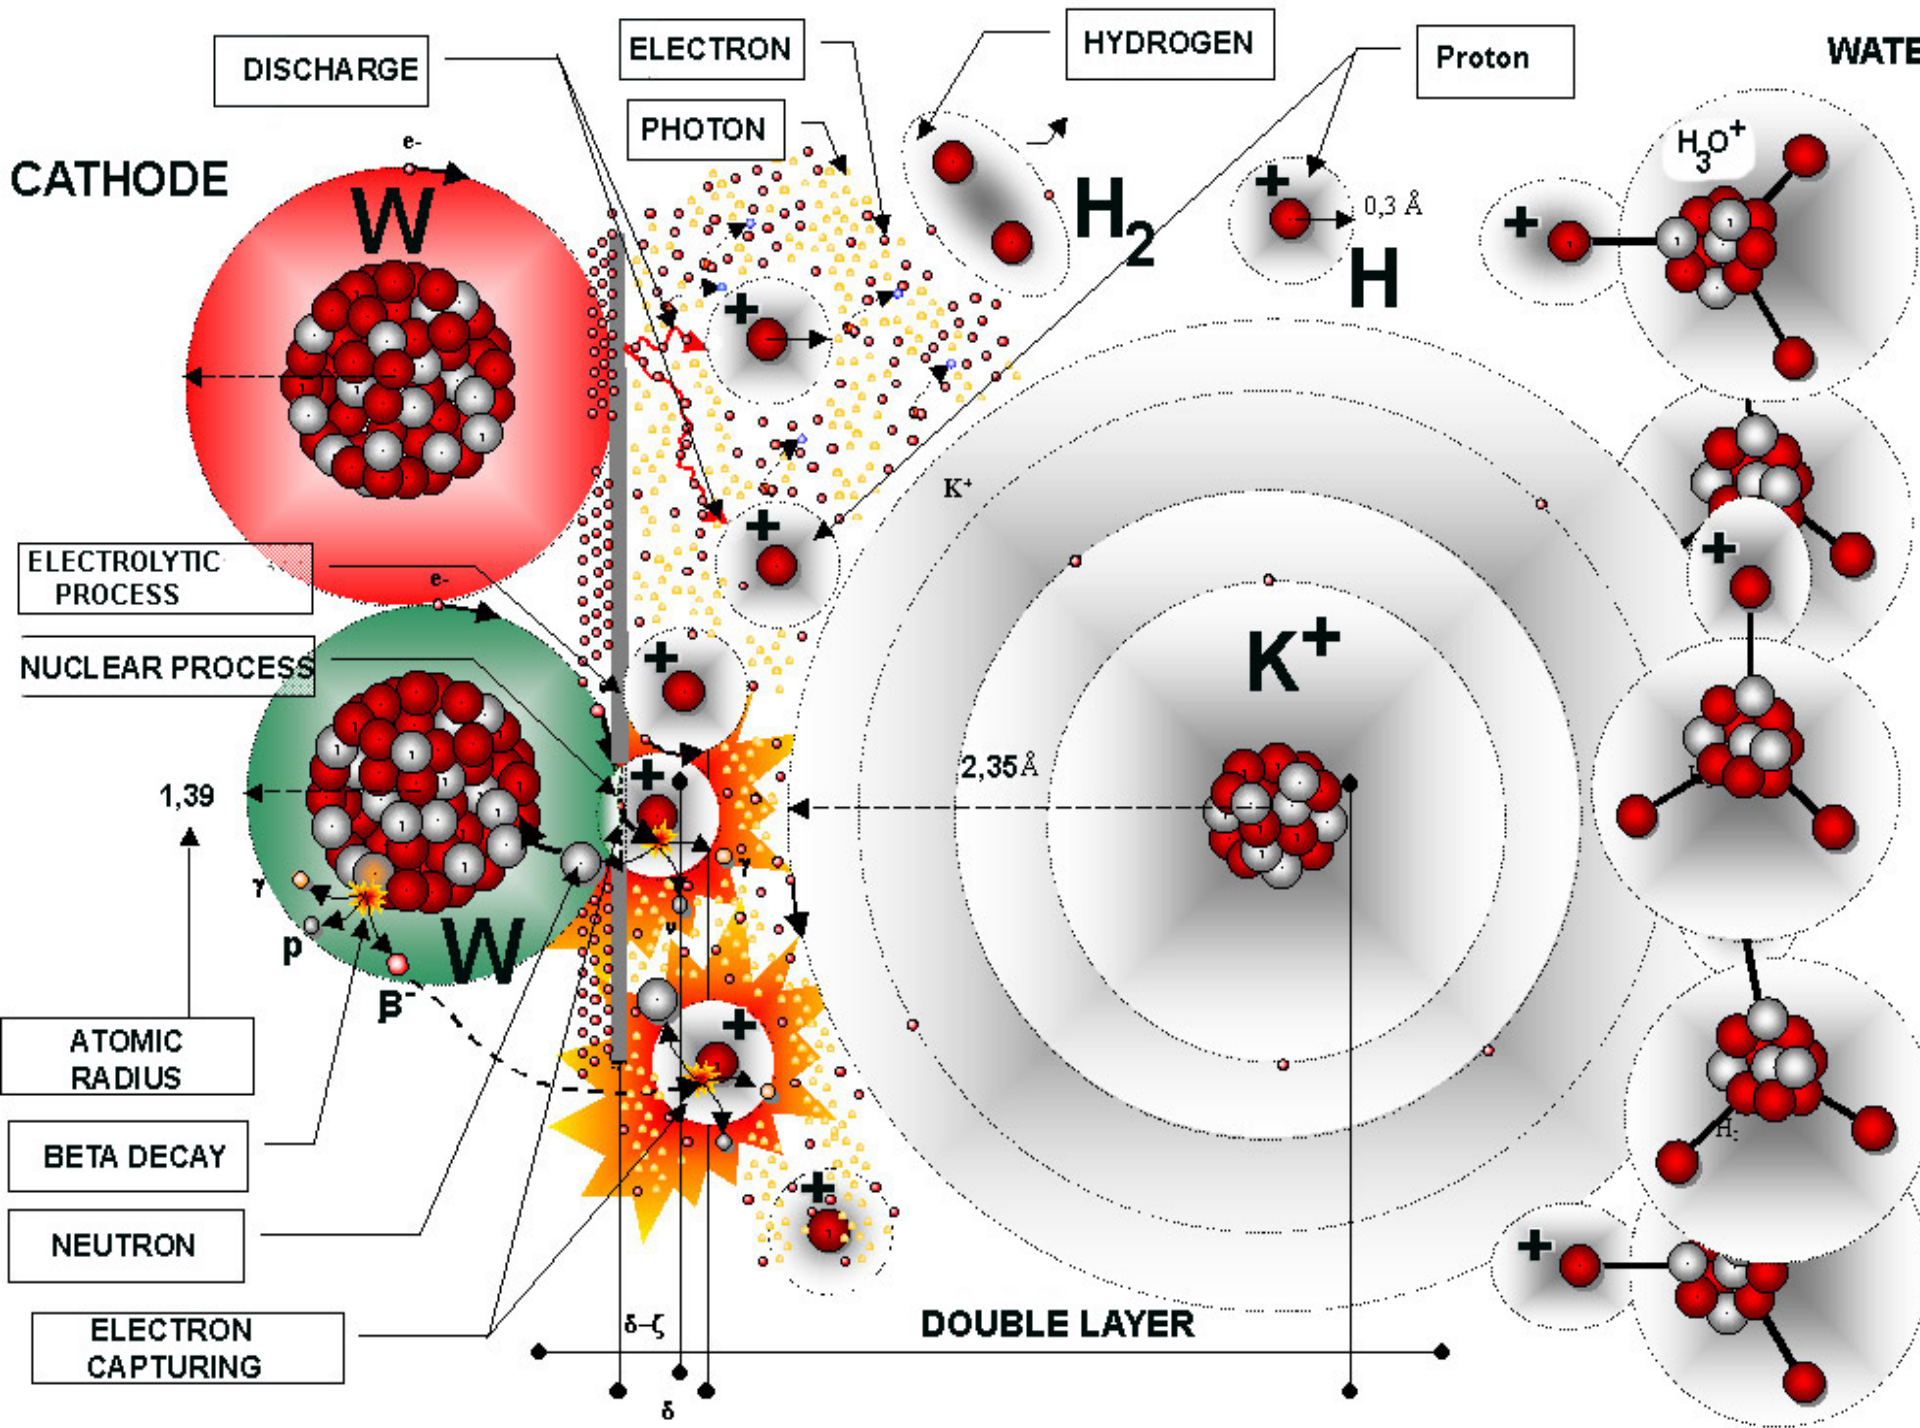 DISCHARGE
ELECTRON
HYDROGEN
Proton
WATE
PHOTON
e-
CATHODE
W
H2
+
0,3 Å
H
H3O+
+
+
K+
+
+
ELECTROLYTIC
PROCESS
e-
NUCLEAR PROCESS
+
K+
+
1,39
2,35Å
γ
γ
p
W
ν
B-
+
ATOMIC
RADIUS
BETA DECAY
NEUTRON
+
+
ELECTRON
CAPTURING
δ-ζ
DOUBLE LAYER
δ